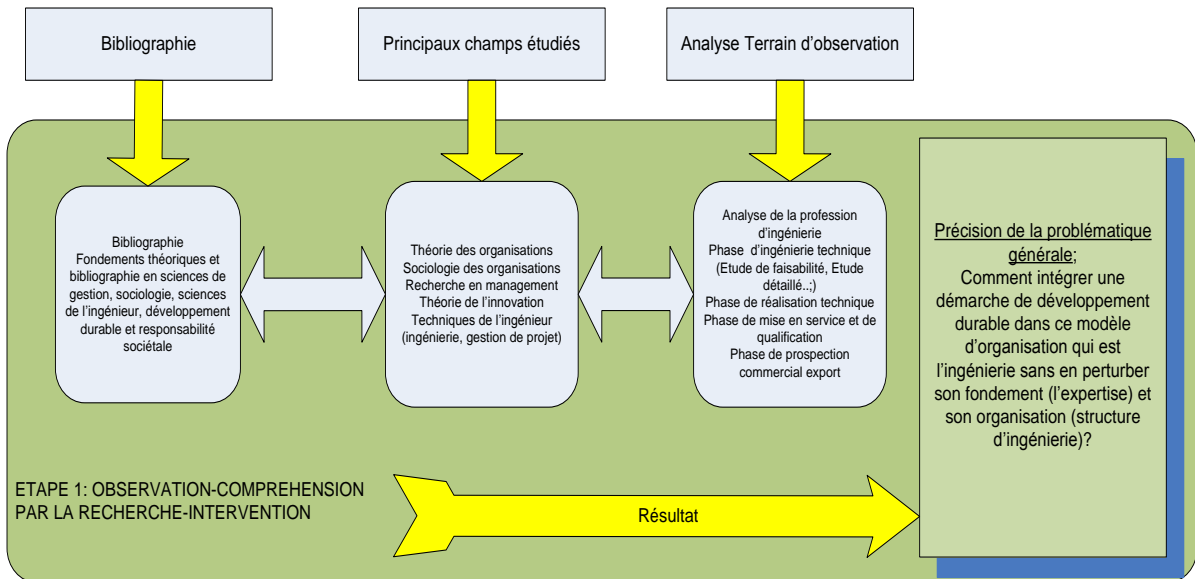 Bibliographie
Principaux champs étudiés
Analyse Terrain d'observation
Bibliographie
Fondements théoriques et
bibliographie en sciences de
gestion, sociologie, sciences
de l'ingénieur, développement
durable et responsabilité
sociétale
Théorie des organisations
Sociologie des organisations
Recherche en management
Théorie de l'innovation
Techniques de l'ingénieur
(ingénierie, gestion de projet)
Analyse de la profession
d'ingénierie
Phase d'ingénierie technique
(Etude de faisabilité, Etude
détaillé..;)
Phase de réalisation technique
Phase de mise en service et de
qualification
Phase de prospection
commercial export
Précision de la problématique
générale;
Comment intégrer une
démarche de développement
durable dans ce modèle
d'organisation qui est
l'ingénierie sans en perturber
son fondement (l'expertise) et
son organisation (structure
d'ingénierie)?
ETAPE 1: OBSERVATION-COMPREHENSION
PAR LA RECHERCHE-INTERVENTION
Résultat